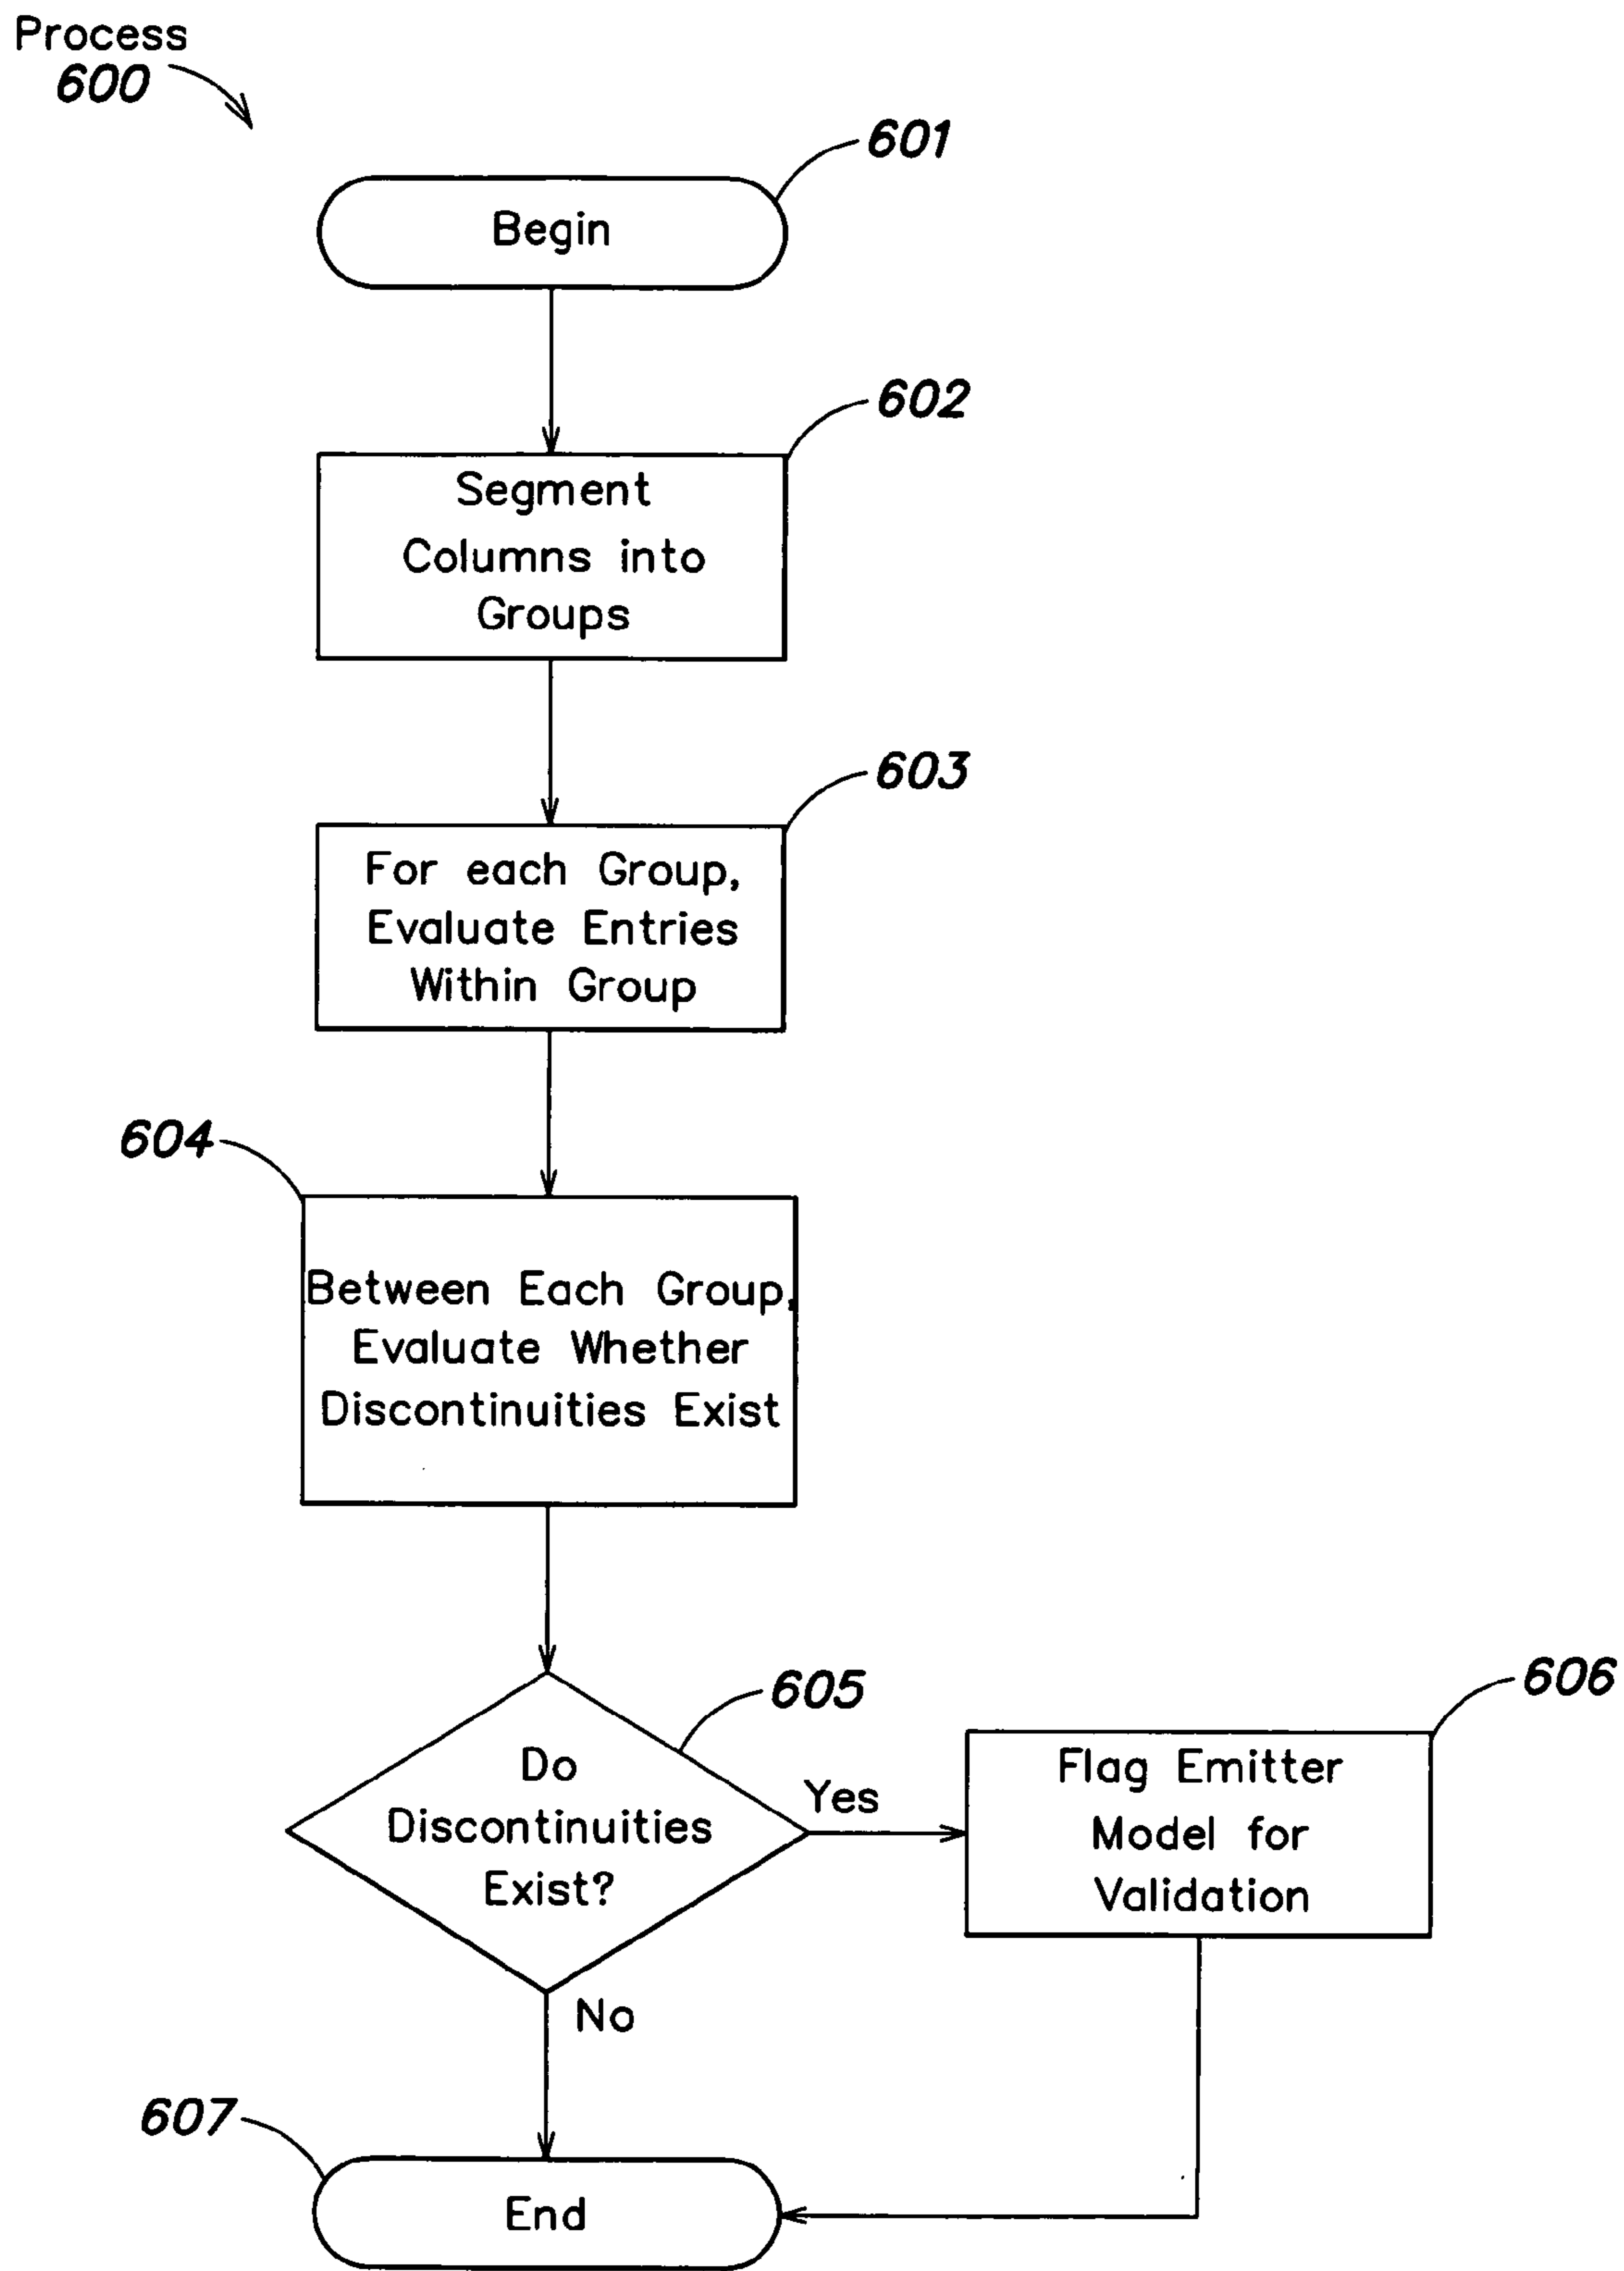 Process
600
601
Begin
602
Segment
Columns into
Groups
603
For each Group,
Evaluate Entries
Within Group
604
Between Each Group,
Evaluate Whether
Discontinuities Exist
605
Do
Discontinuities
Exist?
Yes
606
Flag Emitter
Model for
Validation
No
607
End